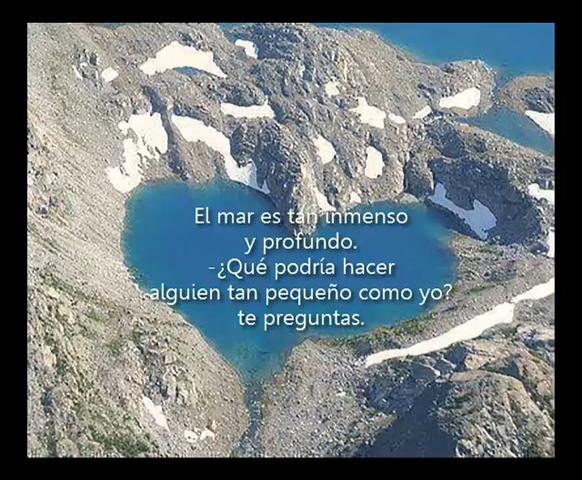 El mar es tan inmenso
y profundo.
-¿Qué podría hacer
alguien tan pequeño como yo?
te preguntas.